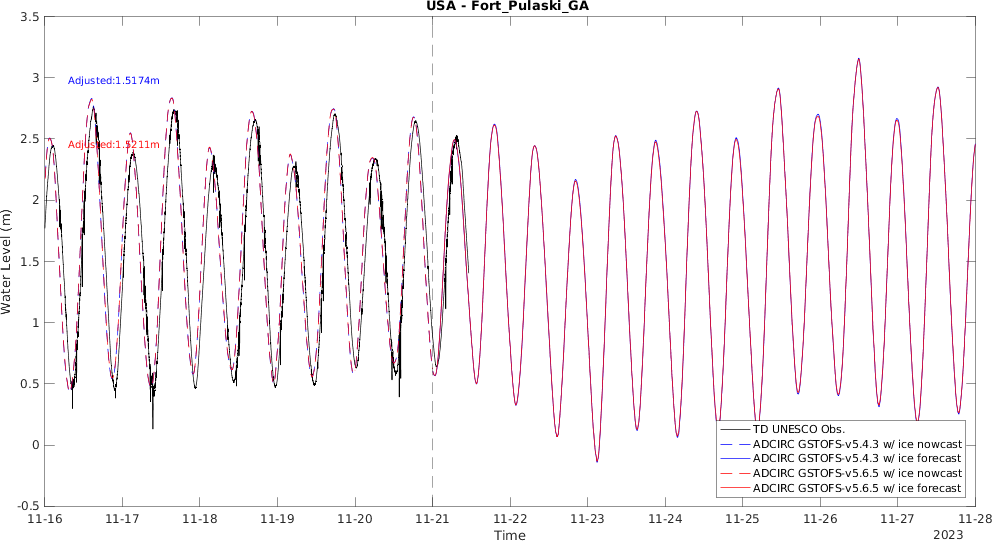 USA - Fort_Pulaski_GA
3.5
3
2.5
2
1.5
1
0.5
0
-0.5
Water Level (m)
Adjusted:1.5174m
Adjusted:1.5211m
TD UNESCO Obs.
ADCIRC GSTOFS-v5.4.3 w/ ice nowcast
ADCIRC GSTOFS-v5.4.3 w/ ice forecast
ADCIRC GSTOFS-v5.6.5 w/ ice nowcast
ADCIRC GSTOFS-v5.6.5 w/ ice forecast
11-16 11-17 11-18 11-19 11-20 11-21 11-22 11-23 11-24 11-25 11-26 11-27 11-28
Time
2023